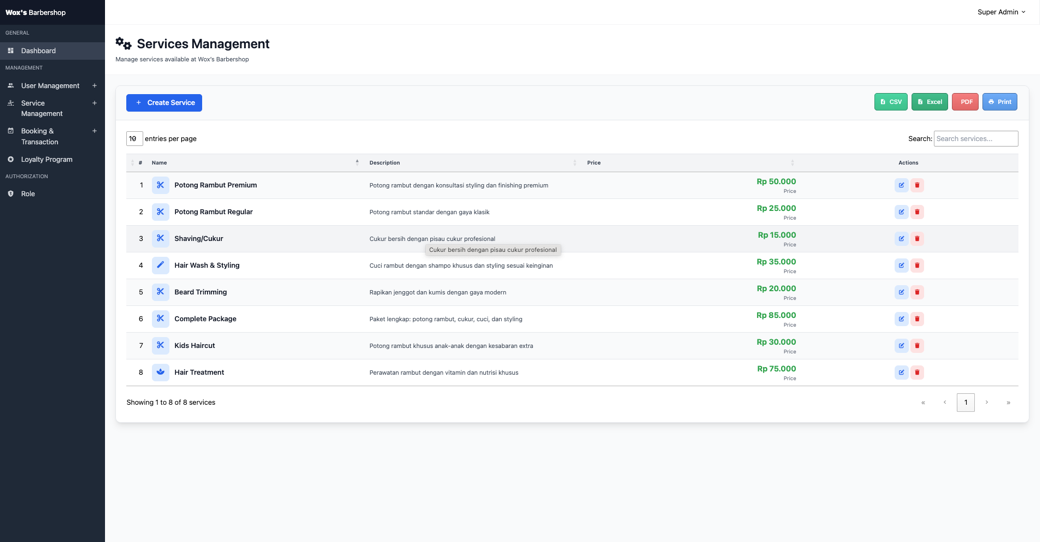 Wox's Barbershop
Super Admin
GENERAL
Dashboard
MANAGEMENT
User Management +
Service Management +
Booking & Transaction +
Loyalty Program
AUTHORIZATION
Role
Services Management
Manage services available at Wox's Barbershop
+ Create Service
CSV Excel PDF Print
10 entries per page
Search: Search services...
# Name Description Price Actions
1 Potong Rambut Premium Potong rambut dengan konsultasi styling dan finishing premium Rp 50.000
Price
2 Potong Rambut Regular Potong rambut standar dengan gaya klasik Rp 25.000
Price
3 Shaving/Cukur Cukur bersih dengan pisau cukur profesional Rp 15.000
Price
Cukur bersih dengan pisau cukur profesional
4 Hair Wash & Styling Cuci rambut dengan shampo khusus dan styling sesuai keinginan Rp 35.000
Price
5 Beard Trimming Rapikan jenggot dan kumis dengan gaya modern Rp 20.000
Price
6 Complete Package Paket lengkap: potong rambut, cukur, cuci, dan styling Rp 85.000
Price
7 Kids Haircut Potong rambut khusus anak-anak dengan kesabaran extra Rp 30.000
Price
8 Hair Treatment Perawatan rambut dengan vitamin dan nutrisi khusus Rp 75.000
Price
Showing 1 to 8 of 8 services
« ‹ 1 › »